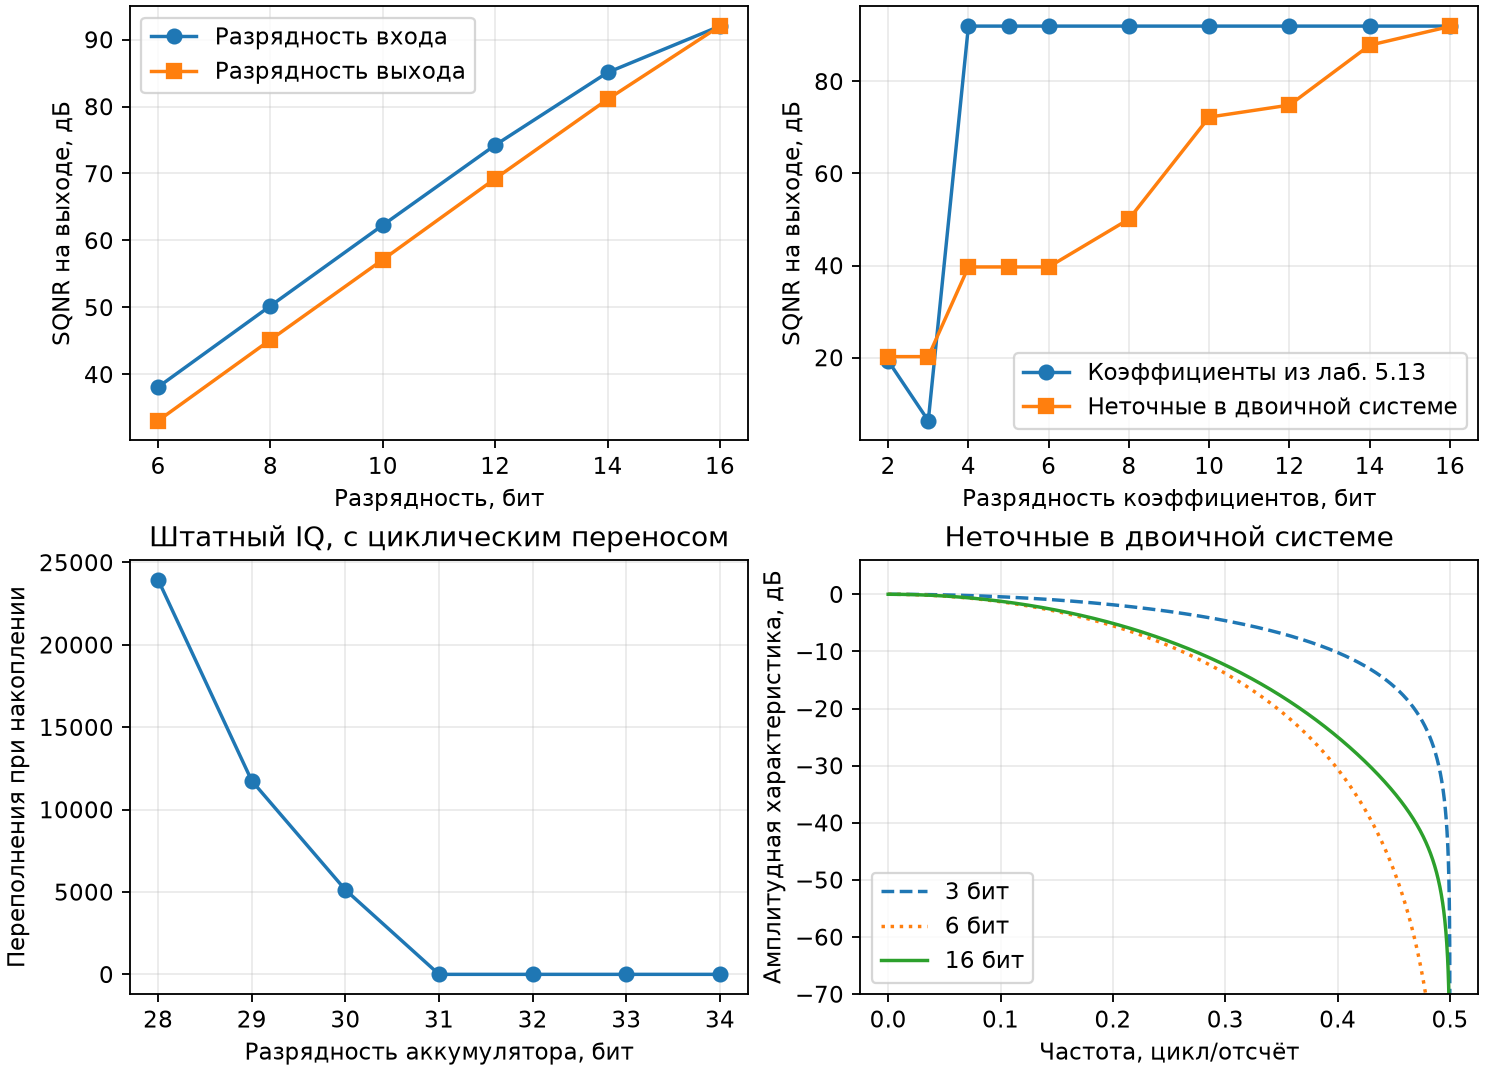 90
80
70
60
50
40
SQNR на выходе, дБ
Разрядность входа
Разрядность выхода
6 8 10 12 14 16
Разрядность, бит
80
60
40
20
SQNR на выходе, дБ
Коэффициенты из лаб. 5.13
Неточные в двоичной системе
2 4 6 8 10 12 14 16
Разрядность коэффициентов, бит
Штатный IQ, с циклическим переносом
25000
20000
15000
10000
5000
0
Переполнения при накоплении
28 29 30 31 32 33 34
Разрядность аккумулятора, бит
Неточные в двоичной системе
0
−10
−20
−30
−40
−50
−60
−70
Амплитудная характеристика, дБ
3 бит
6 бит
16 бит
0.0 0.1 0.2 0.3 0.4 0.5
Частота, цикл/отсчёт